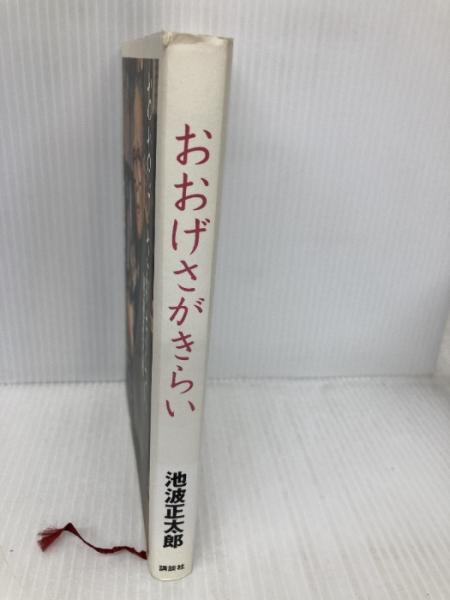 おおげさがきらい
池波正太郎
講談社